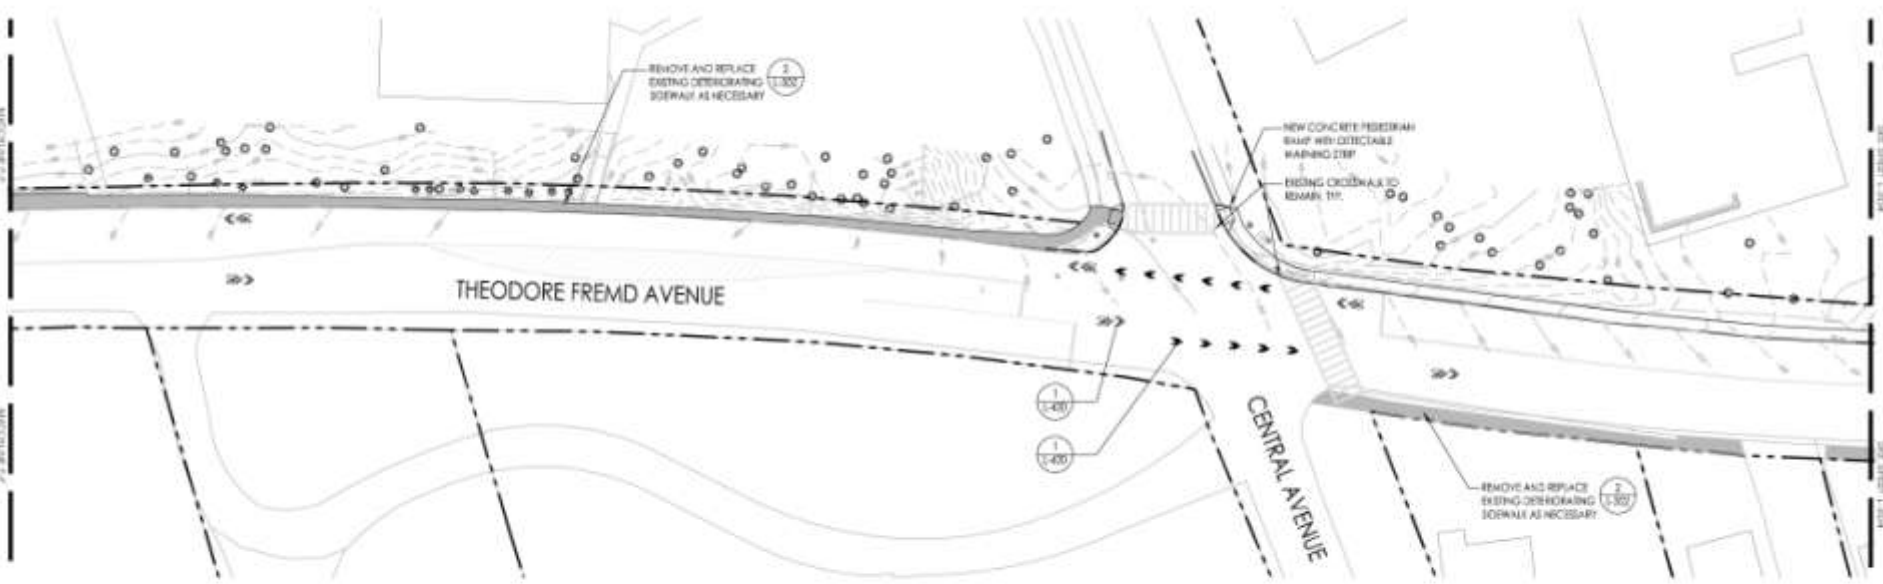 REMOVE AND REPLACE
EXISTING DETERIORATING
SIDEWALK AS NECESSARY
2
L-502
NEW CONCRETE PEDESTRIAN
RAMP WITH DETECTABLE
WARNING STRIP
EXISTING CROSSWALK TO
REMAIN, TYP.
THEODORE FREMD AVENUE
1
L-400
1
L-400
CENTRAL AVENUE
REMOVE AND REPLACE
EXISTING DETERIORATING
SIDEWALK AS NECESSARY
2
L-502